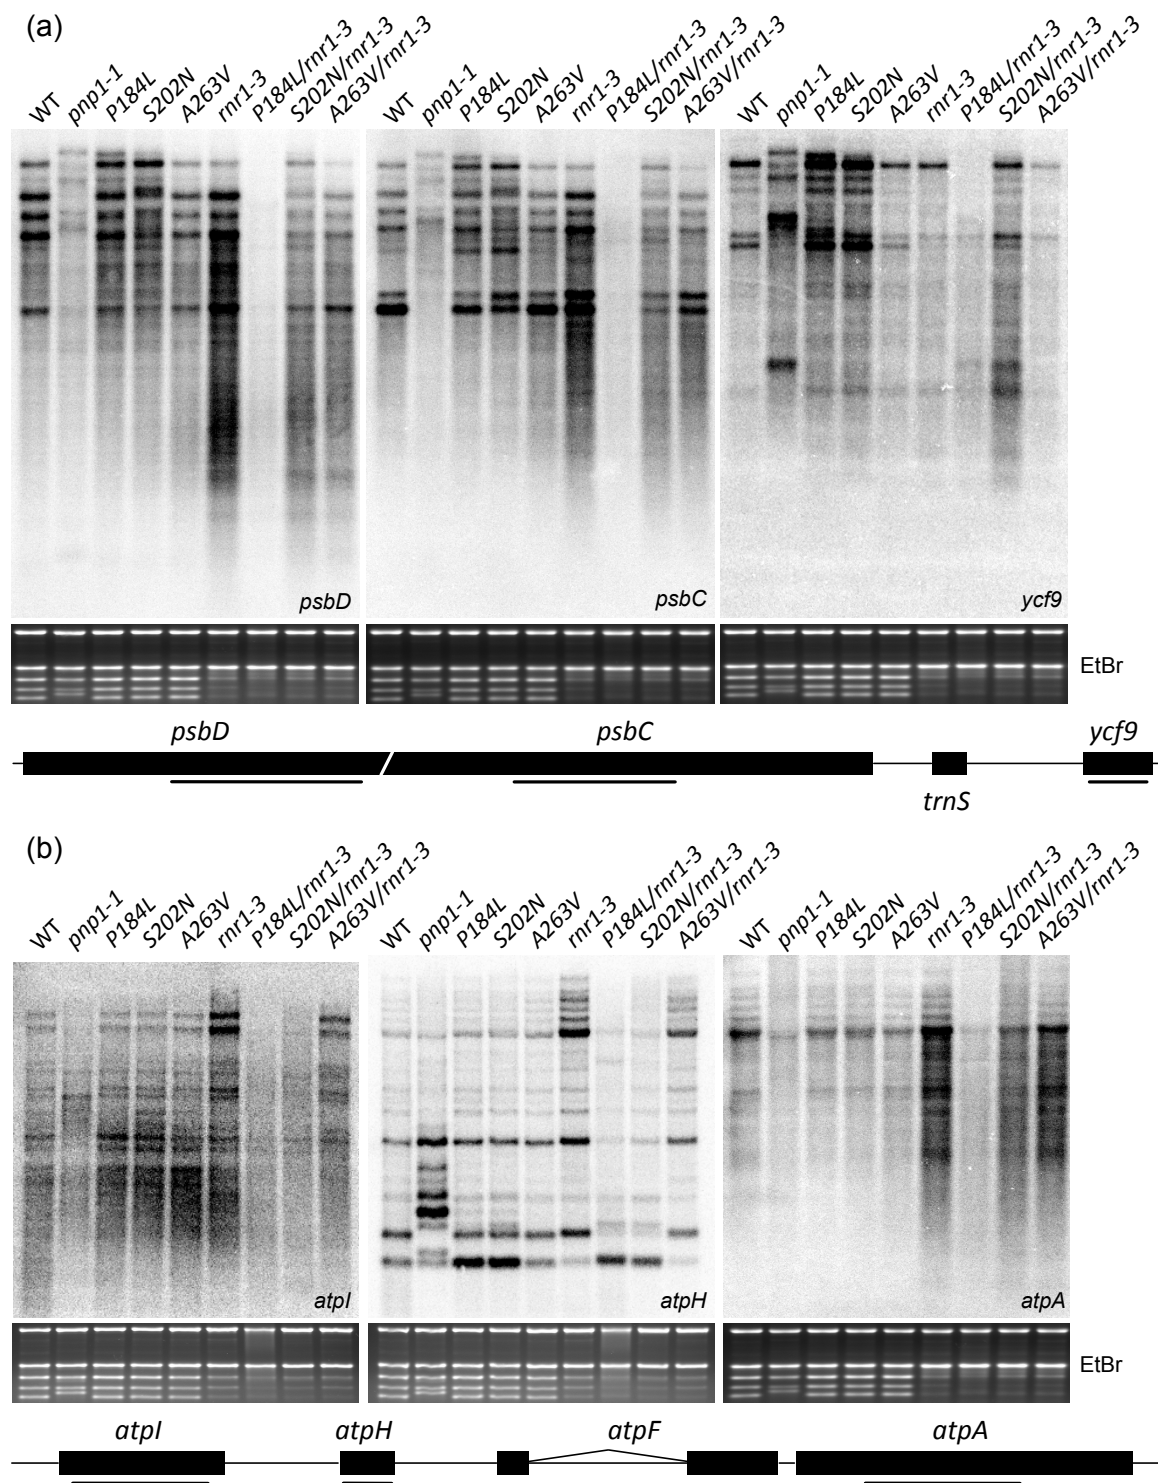 (a)
WT pnp1-1 P184L S202N A263V rnr1-3 P184L/rnr1-3 S202N/rnr1-3 A263V/rnr1-3 WT pnp1-1 P184L S202N A263V rnr1-3 P184L/rnr1-3 S202N/rnr1-3 A263V/rnr1-3 WT pnp1-1 P184L S202N A263V rnr1-3 P184L/rnr1-3 S202N/rnr1-3 A263V/rnr1-3
psbD psbC ycf9
EtBr
psbD psbC ycf9
trnS
(b)
WT pnp1-1 P184L S202N A263V rnr1-3 P184L/rnr1-3 S202N/rnr1-3 A263V/rnr1-3 WT pnp1-1 P184L S202N A263V rnr1-3 P184L/rnr1-3 S202N/rnr1-3 A263V/rnr1-3 WT pnp1-1 P184L S202N A263V rnr1-3 P184L/rnr1-3 S202N/rnr1-3 A263V/rnr1-3
atpI atpH atpA
EtBr
atpI atpH atpF atpA